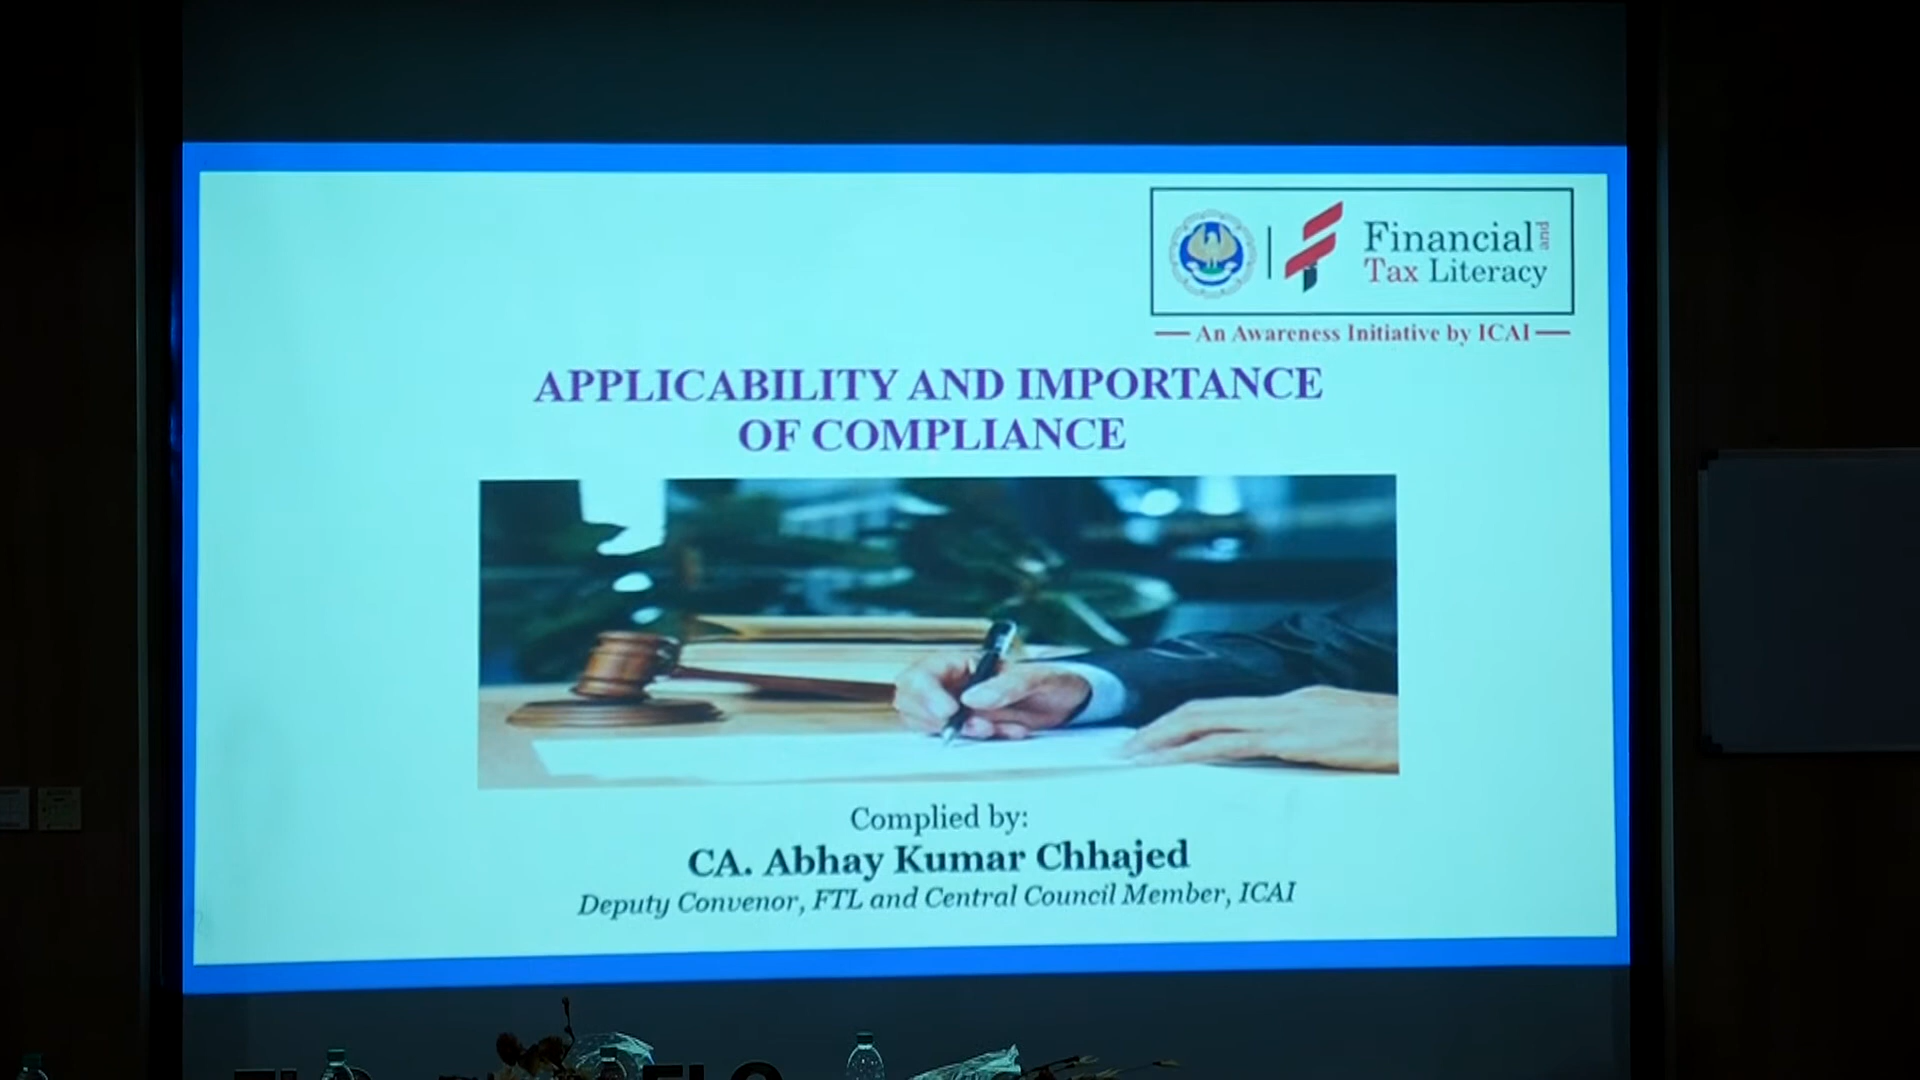 Financial and
Tax Literacy
An Awareness Initiative by ICAI
APPLICABILITY AND IMPORTANCE
OF COMPLIANCE
Complied by:
CA. Abhay Kumar Chhajed
Deputy Convenor, FTL and Central Council Member, ICAI